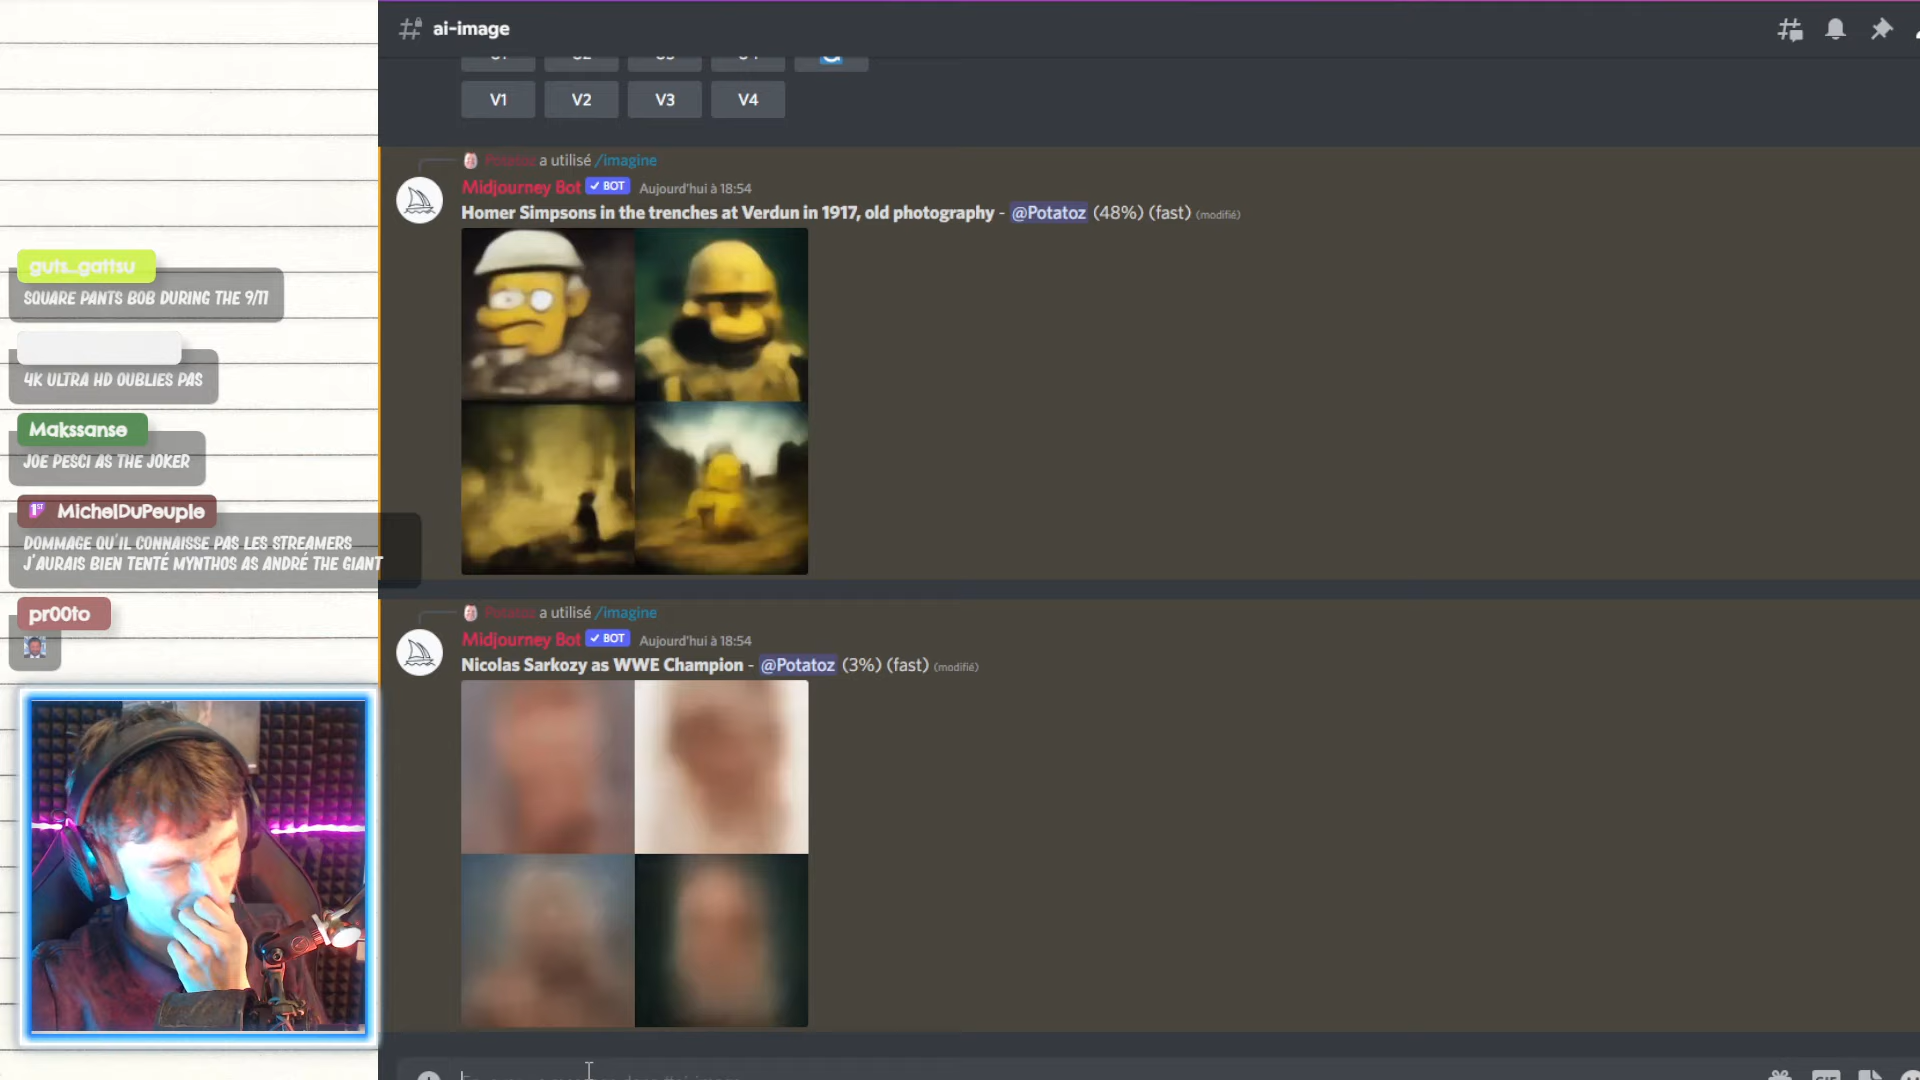 ai-image
V1 V2 V3 V4
Potatoz a utilisé /imagine
Midjourney Bot BOT Aujourd'hui à 18:54
Homer Simpsons in the trenches at Verdun in 1917, old photography - @Potatoz (48%) (fast) (modifié)
Potatoz a utilisé /imagine
Midjourney Bot BOT Aujourd'hui à 18:54
Nicolas Sarkozy as WWE Champion - @Potatoz (3%) (fast) (modifié)
GIF
guts_gattsu
SQUARE PANTS BOB DURING THE 9/11
4K ULTRA HD OUBLIES PAS
Makssanse
JOE PESCI AS THE JOKER
1ST MichelDuPeuple
DOMMAGE QU'IL CONNAISSE PAS LES STREAMERS
J'AURAIS BIEN TENTÉ MYNTHOS AS ANDRÉ THE GIANT
pr00to